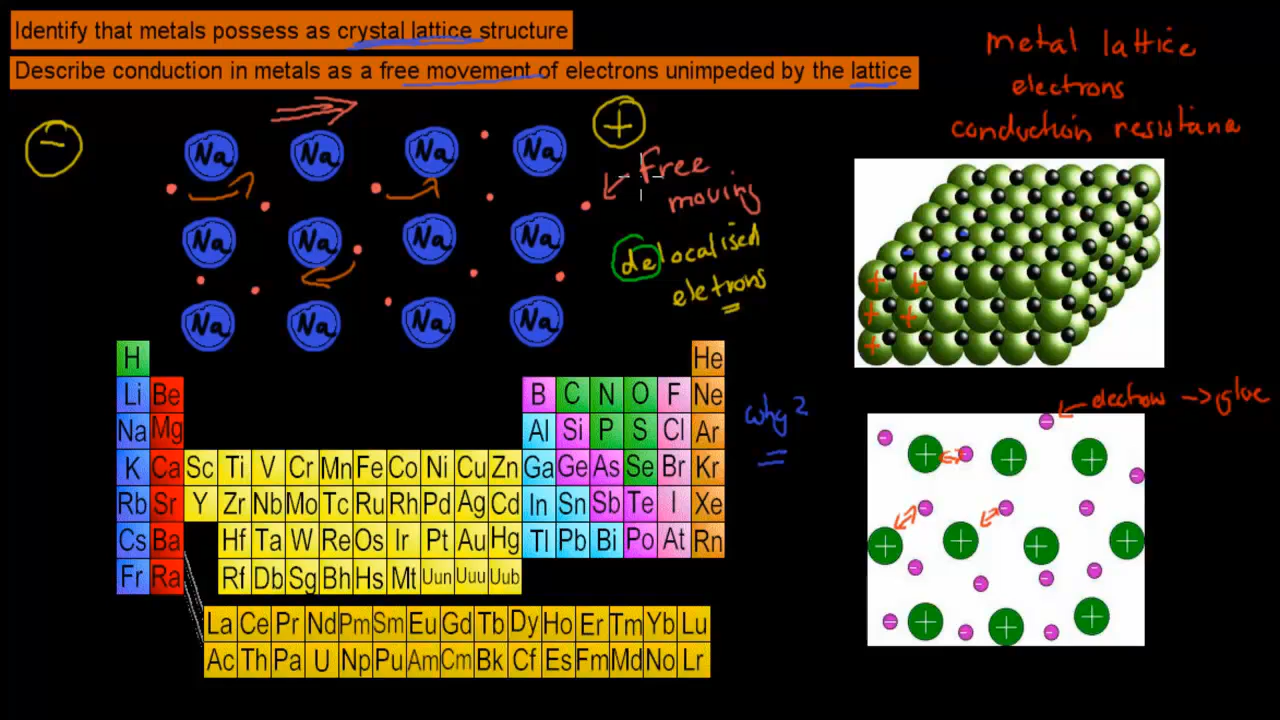 Identify that metals possess as crystal lattice structure
Describe conduction in metals as a free movement of electrons unimpeded by the lattice
metal lattice
electrons
conduction resistana
−
+
Na Na Na Na
Free
moving
Na Na Na Na
delocalised
eletrons
Na Na Na Na
+ +
+ +
+
H He
Li Be B C N O F Ne
Na Mg Al Si P S Cl Ar
K Ca Sc Ti V Cr Mn Fe Co Ni Cu Zn Ga Ge As Se Br Kr
Rb Sr Y Zr Nb Mo Tc Ru Rh Pd Ag Cd In Sn Sb Te I Xe
Cs Ba Hf Ta W Re Os Ir Pt Au Hg Tl Pb Bi Po At Rn
Fr Ra Rf Db Sg Bh Hs Mt Uun Uuu Uub
La Ce Pr Nd Pm Sm Eu Gd Tb Dy Ho Er Tm Yb Lu
Ac Th Pa U Np Pu Am Cm Bk Cf Es Fm Md No Lr
why?
→